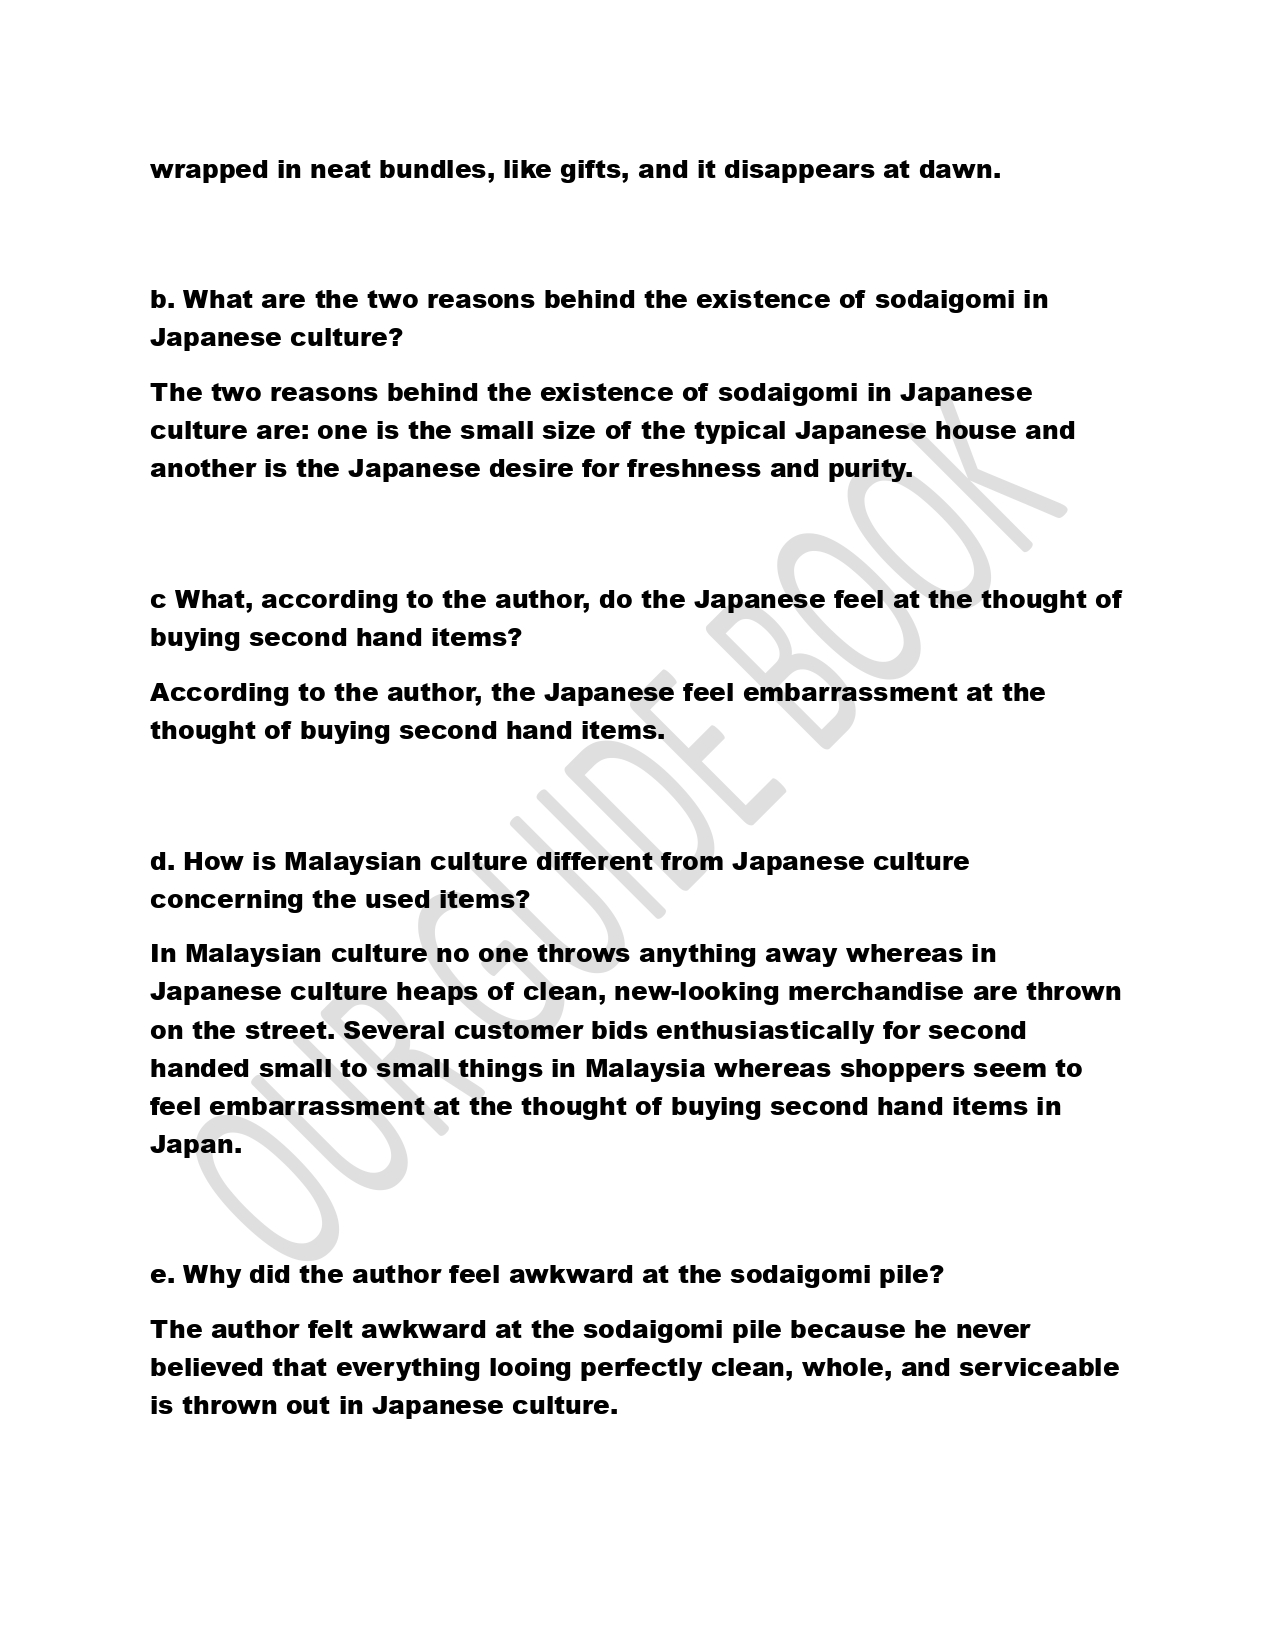 wrapped in neat bundles, like gifts, and it disappears at dawn.
b. What are the two reasons behind the existence of sodaigomi in
Japanese culture?
The two reasons behind the existence of sodaigomi in Japanese
culture are: one is the small size of the typical Japanese house and
another is the Japanese desire for freshness and purity.
c What, according to the author, do the Japanese feel at the thought of
buying second hand items?
According to the author, the Japanese feel embarrassment at the
thought of buying second hand items.
d. How is Malaysian culture different from Japanese culture
concerning the used items?
In Malaysian culture no one throws anything away whereas in
Japanese culture heaps of clean, new-looking merchandise are thrown
on the street. Several customer bids enthusiastically for second
handed small to small things in Malaysia whereas shoppers seem to
feel embarrassment at the thought of buying second hand items in
Japan.
e. Why did the author feel awkward at the sodaigomi pile?
The author felt awkward at the sodaigomi pile because he never
believed that everything looing perfectly clean, whole, and serviceable
is thrown out in Japanese culture.
OUR GUIDE BOOK